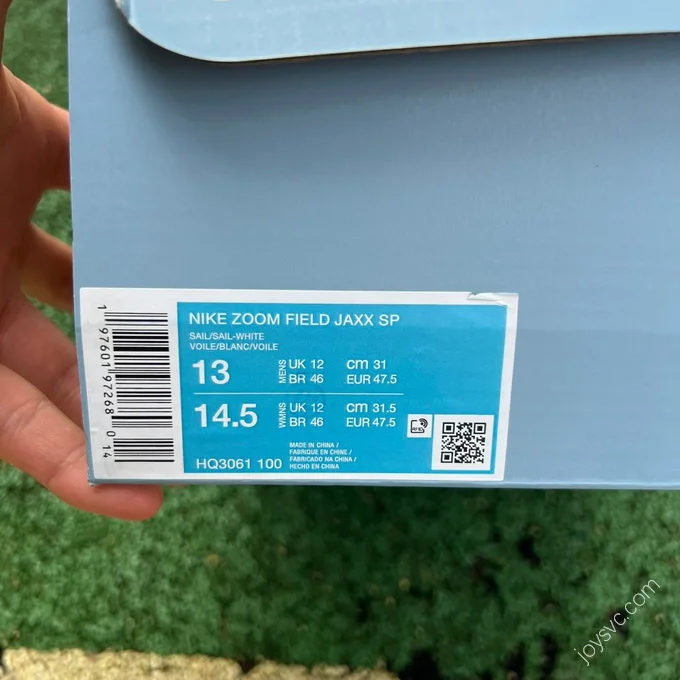 NIKE ZOOM FIELD JAXX SP
SAIL/SAIL-WHITE
VOILE/BLANC/VOILE
13 MENS UK 12 cm 31
BR 46 EUR 47.5
14.5 WMNS UK 12 cm 31.5
BR 46 EUR 47.5
HQ3061 100
MADE IN CHINA /
FABRIQUE EN CHINE /
FABRICADO NA CHINA /
HECHO EN CHINA
1 97601 97268 0 14
joysvc.com